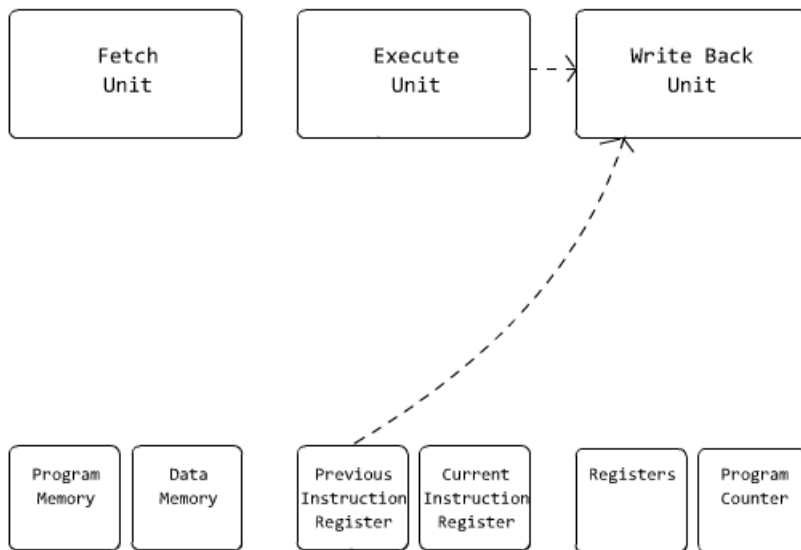 Fetch
Unit
Execute
Unit
Write Back
Unit
Program
Memory
Data
Memory
Previous
Instruction
Register
Current
Instruction
Register
Registers
Program
Counter